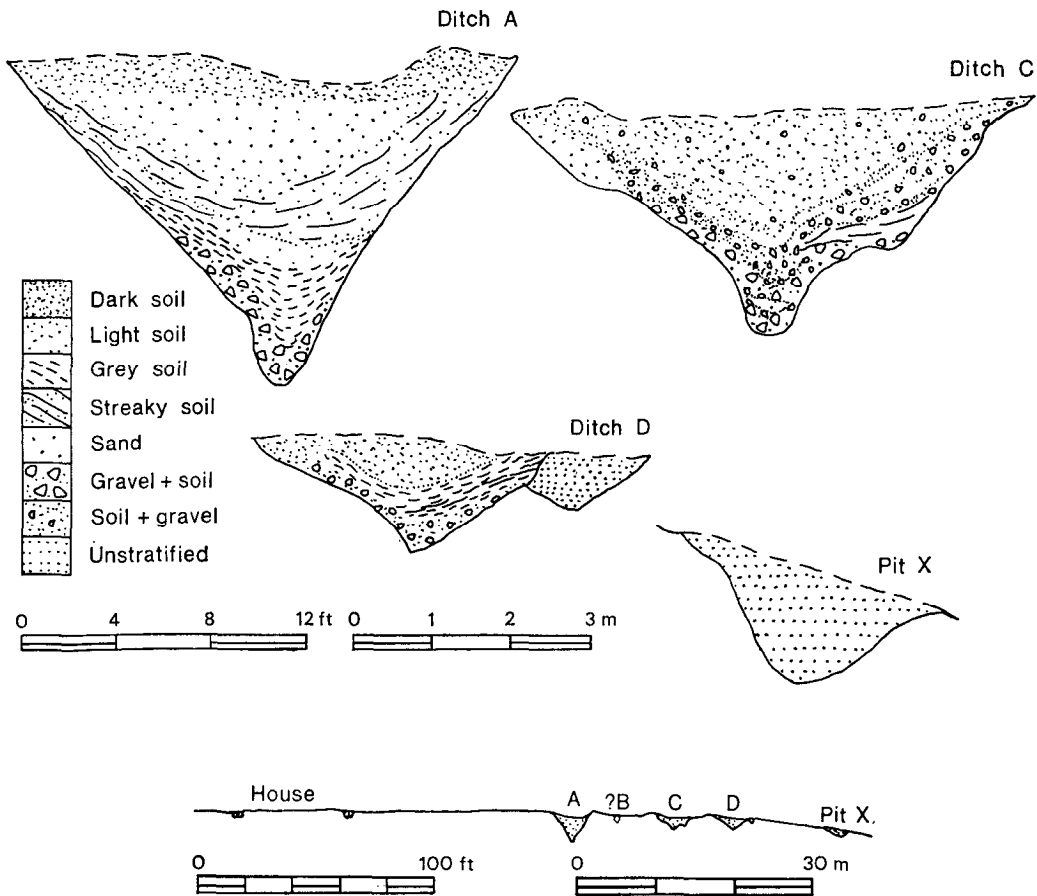 Ditch A
Ditch C
Dark soil
Light soil
Grey soil
Streaky soil
Sand
Gravel + soil
Soil + gravel
Unstratified
Ditch D
Pit X
0 4 8 12 ft 0 1 2 3 m
House A ?B C D Pit X.
0 100 ft 0 30 m